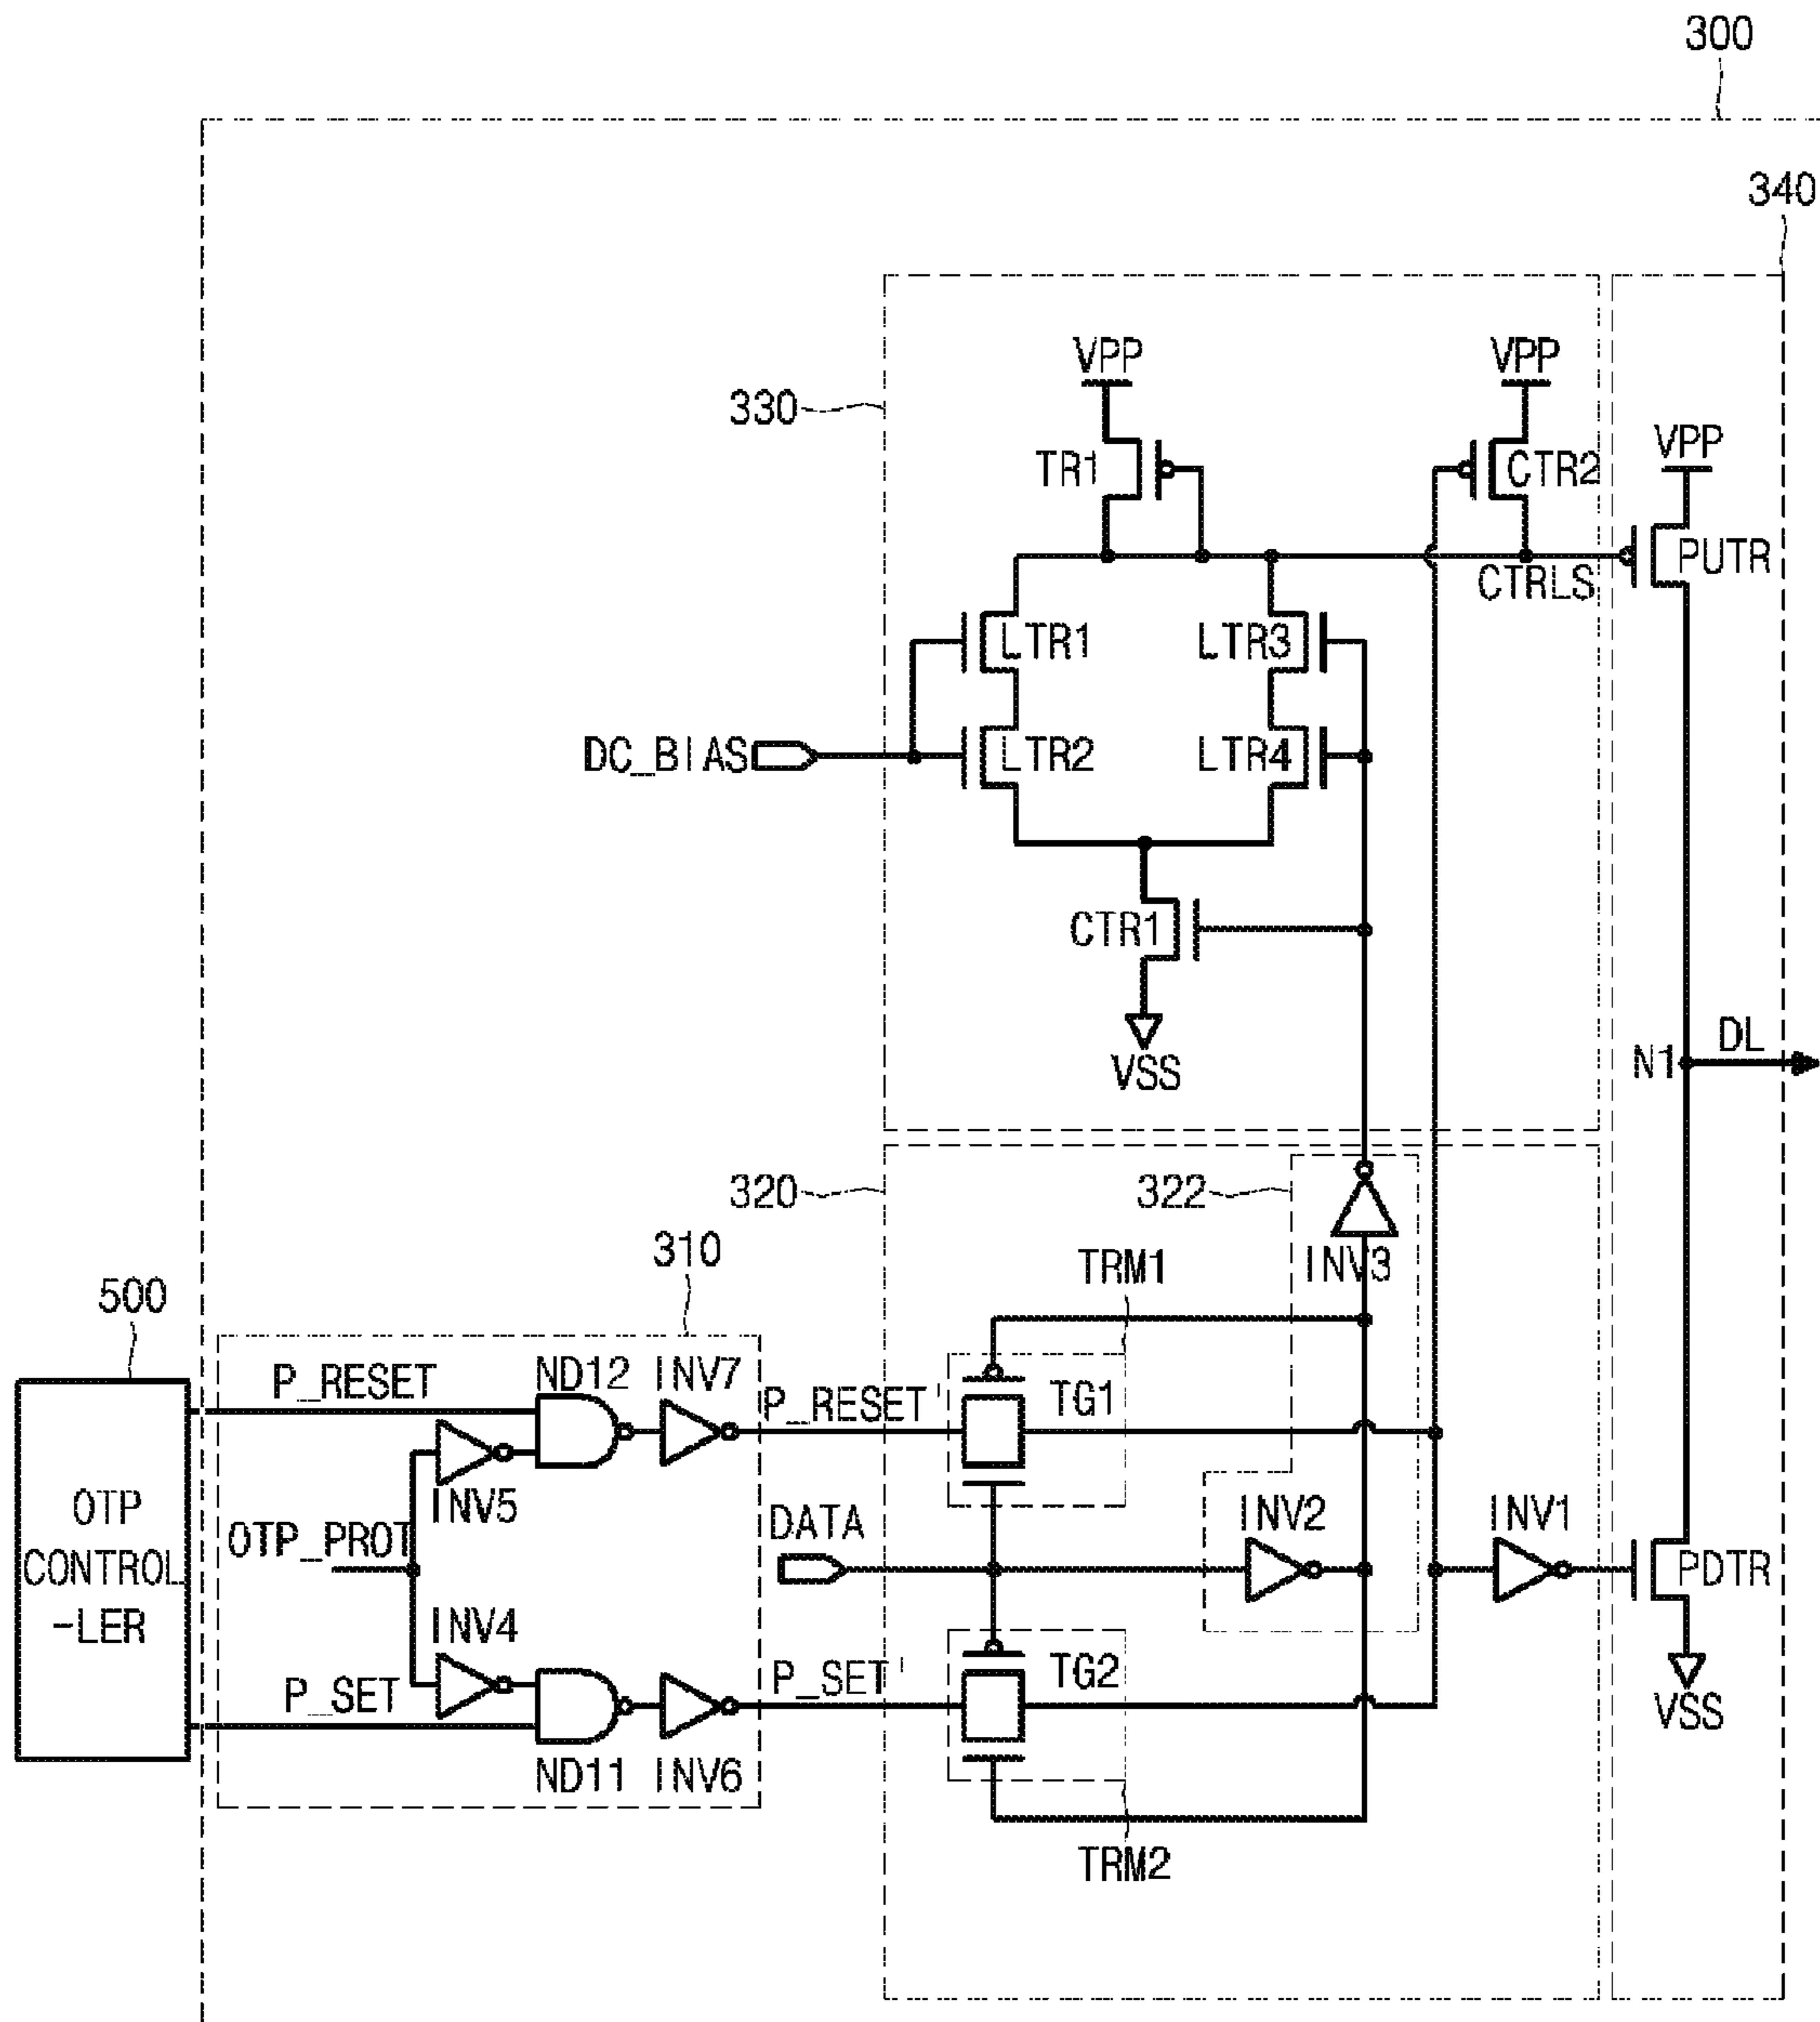 300
340
VPP
VPP
330
TR1
CTR2
VPP
CTRLS
PUTR
LTR1
LTR3
DC_BIAS
LTR2
LTR4
CTR1
VSS
N1
DL
320
322
INV3
310
TRM1
500
P_RESET
ND12
INV7
P_RESET'
TG1
INV5
OTP
CONTROL
-LER
OTP_PROT
DATA
INV2
INV1
PDTR
INV4
P_SET
P_SET'
TG2
VSS
ND11
INV6
TRM2